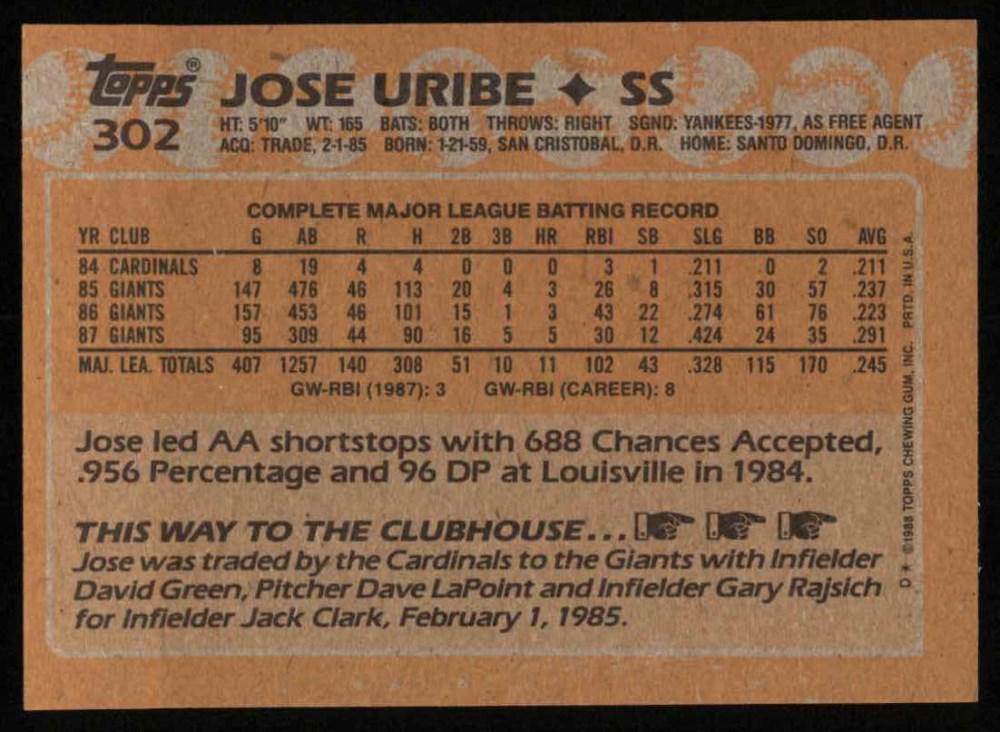 topps® JOSE URIBE ✦ SS
302 HT: 5'10" WT: 165 BATS: BOTH THROWS: RIGHT SGND: YANKEES-1977, AS FREE AGENT
ACQ: TRADE, 2-1-85 BORN: 1-21-59, SAN CRISTOBAL, D.R. HOME: SANTO DOMINGO, D.R.
COMPLETE MAJOR LEAGUE BATTING RECORD
YR CLUB G AB R H 2B 3B HR RBI SB SLG BB SO AVG
84 CARDINALS 8 19 4 4 0 0 0 3 1 .211 0 2 .211
85 GIANTS 147 476 46 113 20 4 3 26 8 .315 30 57 .237
86 GIANTS 157 453 46 101 15 1 3 43 22 .274 61 76 .223
87 GIANTS 95 309 44 90 16 5 5 30 12 .424 24 35 .291
MAJ. LEA. TOTALS 407 1257 140 308 51 10 11 102 43 .328 115 170 .245
GW-RBI (1987): 3 GW-RBI (CAREER): 8
Jose led AA shortstops with 688 Chances Accepted,
.956 Percentage and 96 DP at Louisville in 1984.
THIS WAY TO THE CLUBHOUSE...
Jose was traded by the Cardinals to the Giants with Infielder
David Green, Pitcher Dave LaPoint and Infielder Gary Rajsich
for Infielder Jack Clark, February 1, 1985.
D* ©1988 TOPPS CHEWING GUM, INC. PRTD. IN U.S.A.